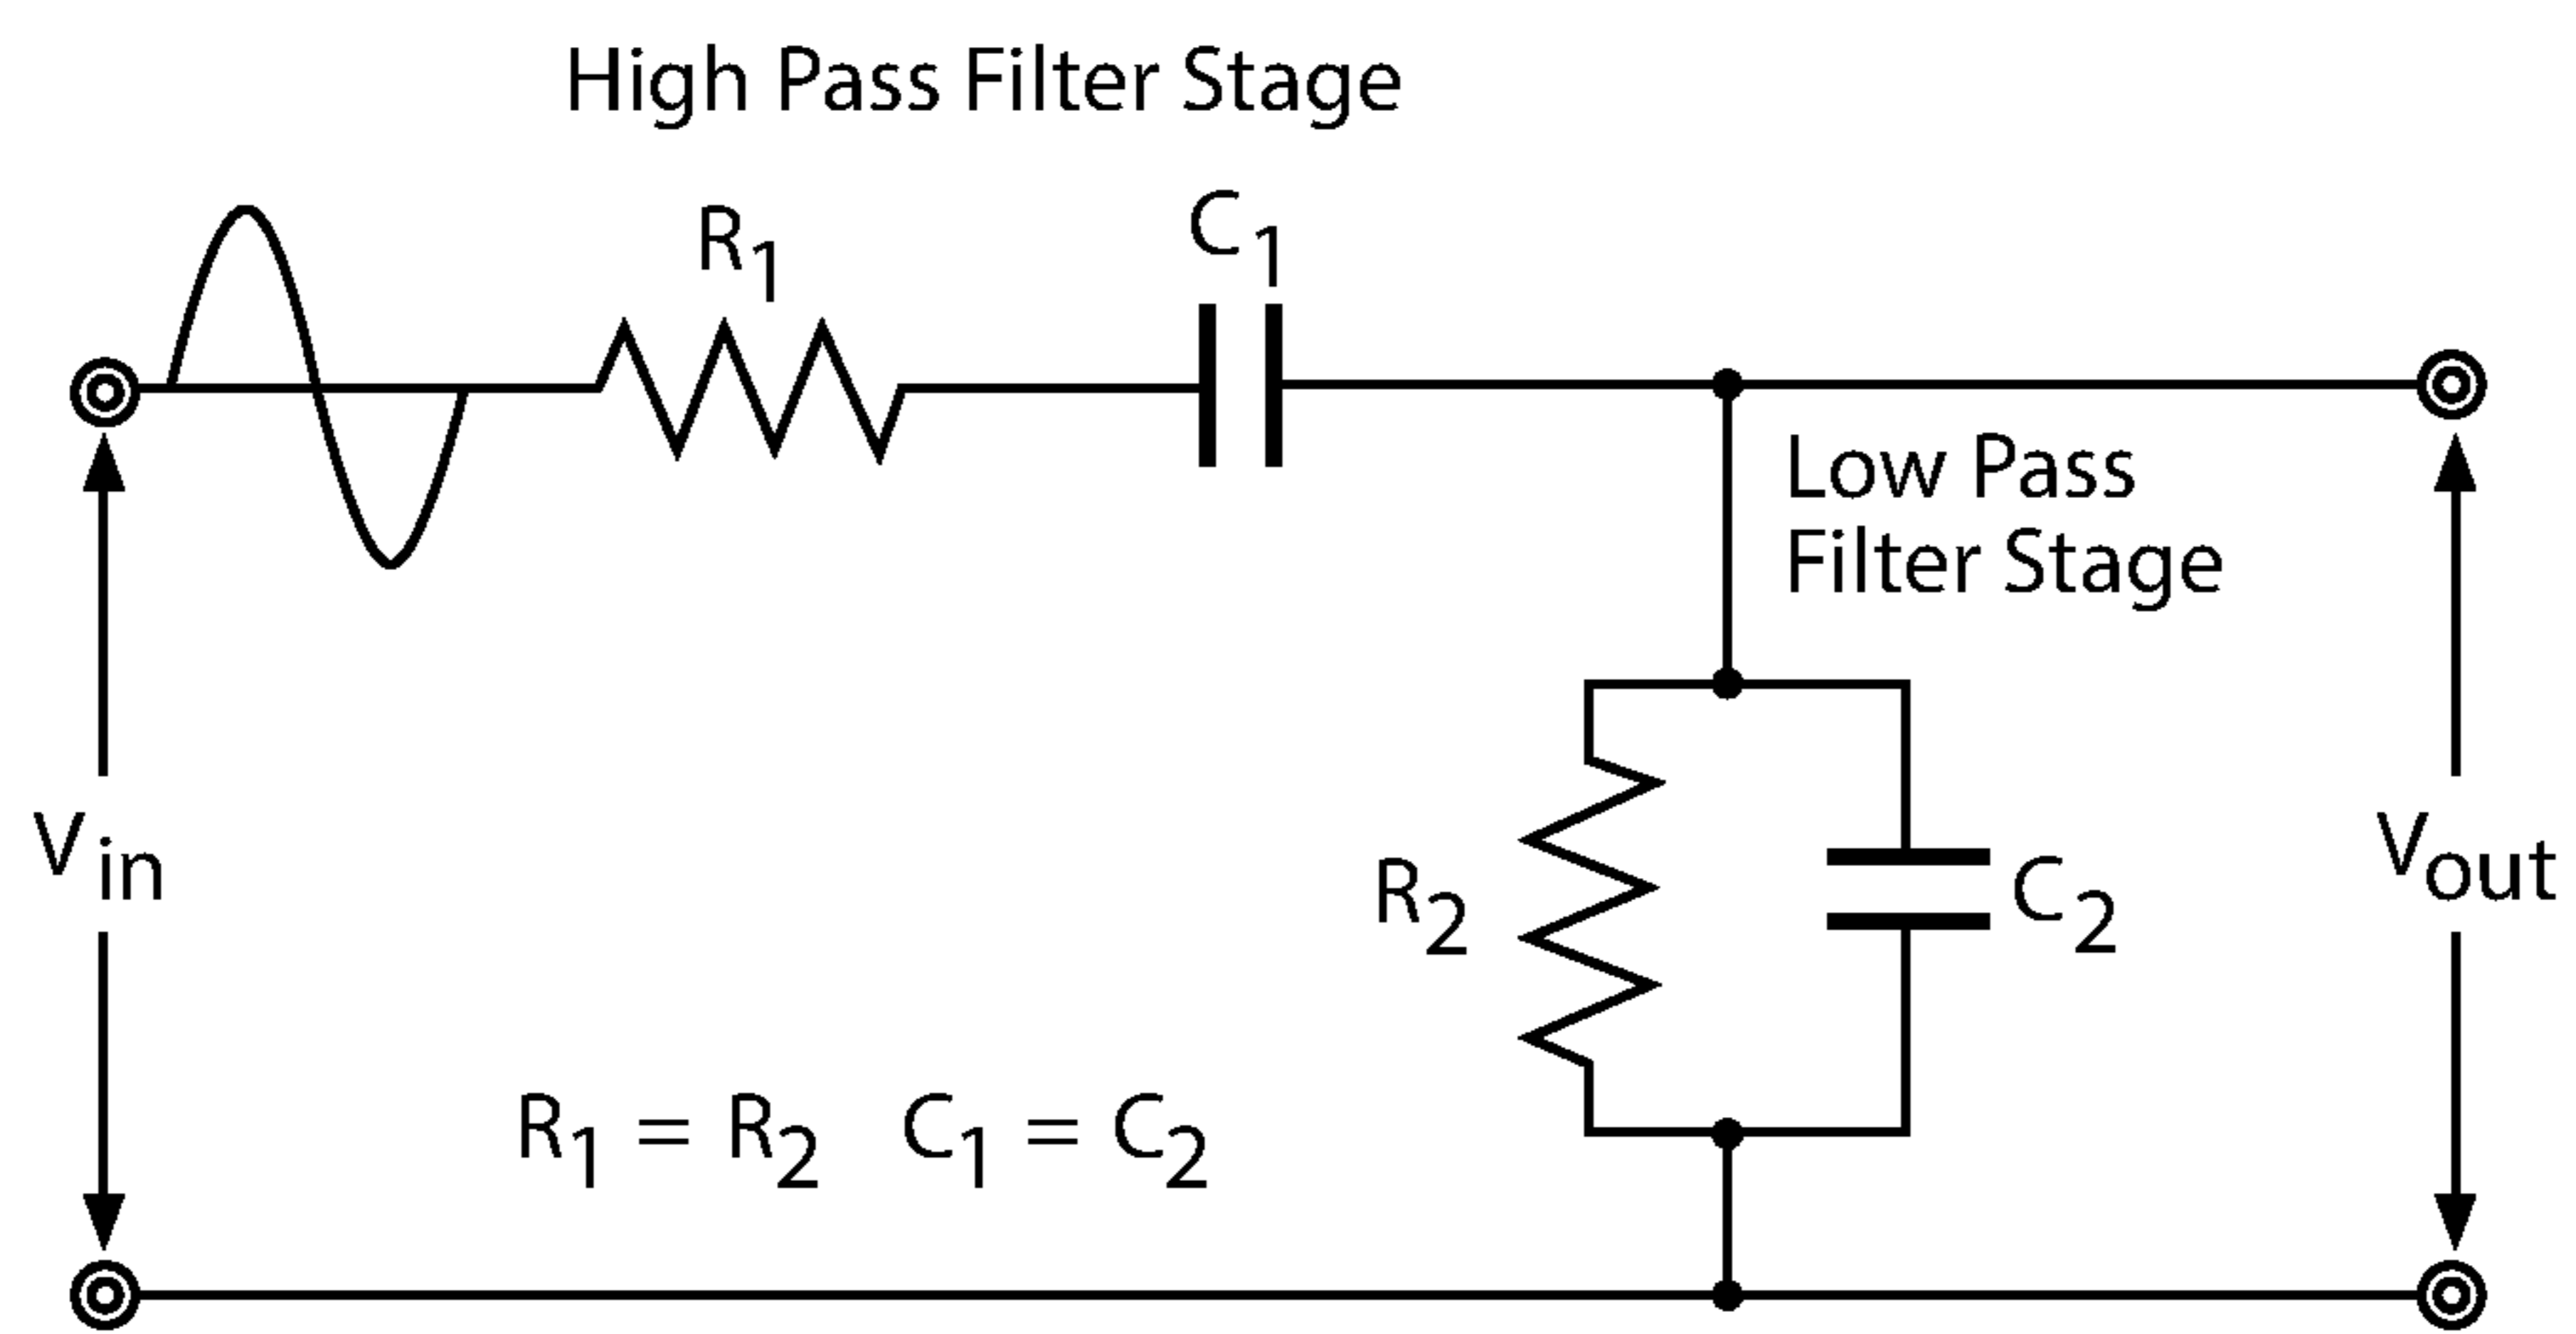 High Pass Filter Stage
R1
C1
Low Pass
Filter Stage
Vin
R2
C2
Vout
R1 = R2 C1 = C2